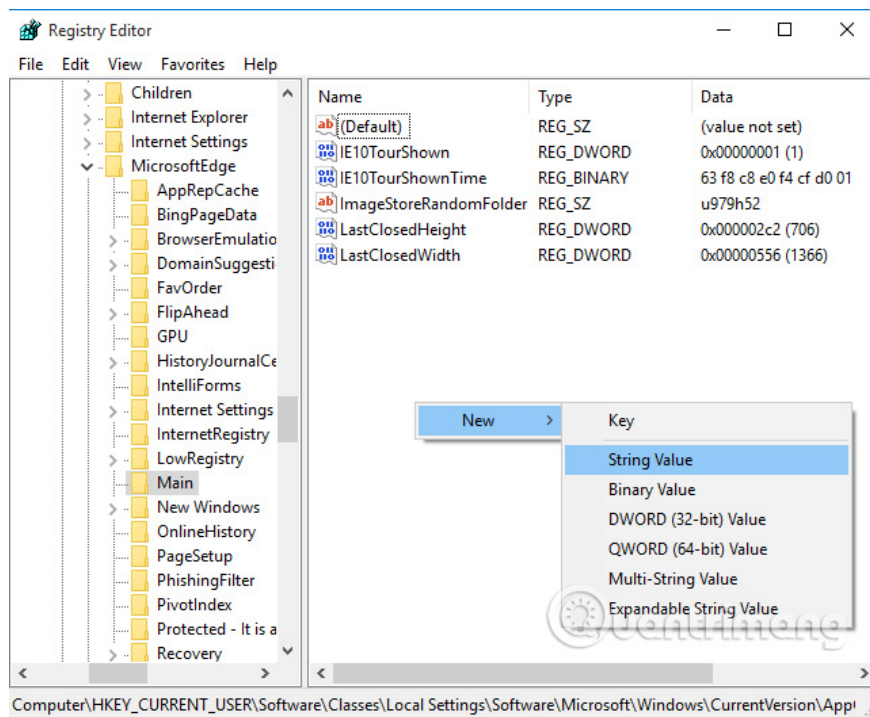 Registry Editor
File Edit View Favorites Help
Children
Internet Explorer
Internet Settings
MicrosoftEdge
AppRepCache
BingPageData
BrowserEmulatio
DomainSuggesti
FavOrder
FlipAhead
GPU
HistoryJournalCe
IntelliForms
Internet Settings
InternetRegistry
LowRegistry
Main
New Windows
OnlineHistory
PageSetup
PhishingFilter
PivotIndex
Protected - It is a
Recovery
Name Type Data
(Default) REG_SZ (value not set)
IE10TourShown REG_DWORD 0x00000001 (1)
IE10TourShownTime REG_BINARY 63 f8 c8 e0 f4 cf d0 01
ImageStoreRandomFolder REG_SZ u979h52
LastClosedHeight REG_DWORD 0x000002c2 (706)
LastClosedWidth REG_DWORD 0x00000556 (1366)
New
Key
String Value
Binary Value
DWORD (32-bit) Value
QWORD (64-bit) Value
Multi-String Value
Expandable String Value
Quantrimang
Computer\HKEY_CURRENT_USER\Software\Classes\Local Settings\Software\Microsoft\Windows\CurrentVersion\App